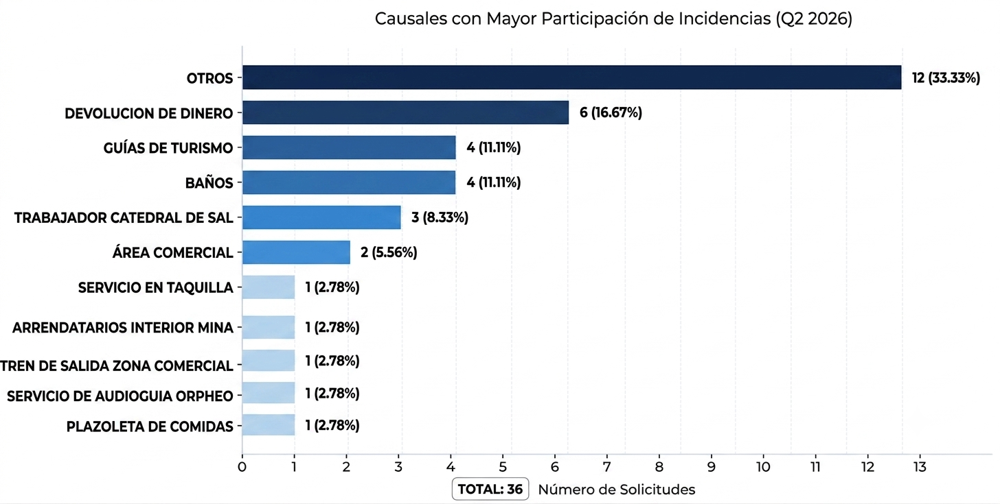 Causales con Mayor Participación de Incidencias (Q2 2026)
OTROS 12 (33.33%)
DEVOLUCION DE DINERO 6 (16.67%)
GUÍAS DE TURISMO 4 (11.11%)
BAÑOS 4 (11.11%)
TRABAJADOR CATEDRAL DE SAL 3 (8.33%)
ÁREA COMERCIAL 2 (5.56%)
SERVICIO EN TAQUILLA 1 (2.78%)
ARRENDATARIOS INTERIOR MINA 1 (2.78%)
TREN DE SALIDA ZONA COMERCIAL 1 (2.78%)
SERVICIO DE AUDIOGUIA ORPHEO 1 (2.78%)
PLAZOLETA DE COMIDAS 1 (2.78%)
0 1 2 3 4 5 6 7 8 9 10 11 12 13
TOTAL: 36 Número de Solicitudes